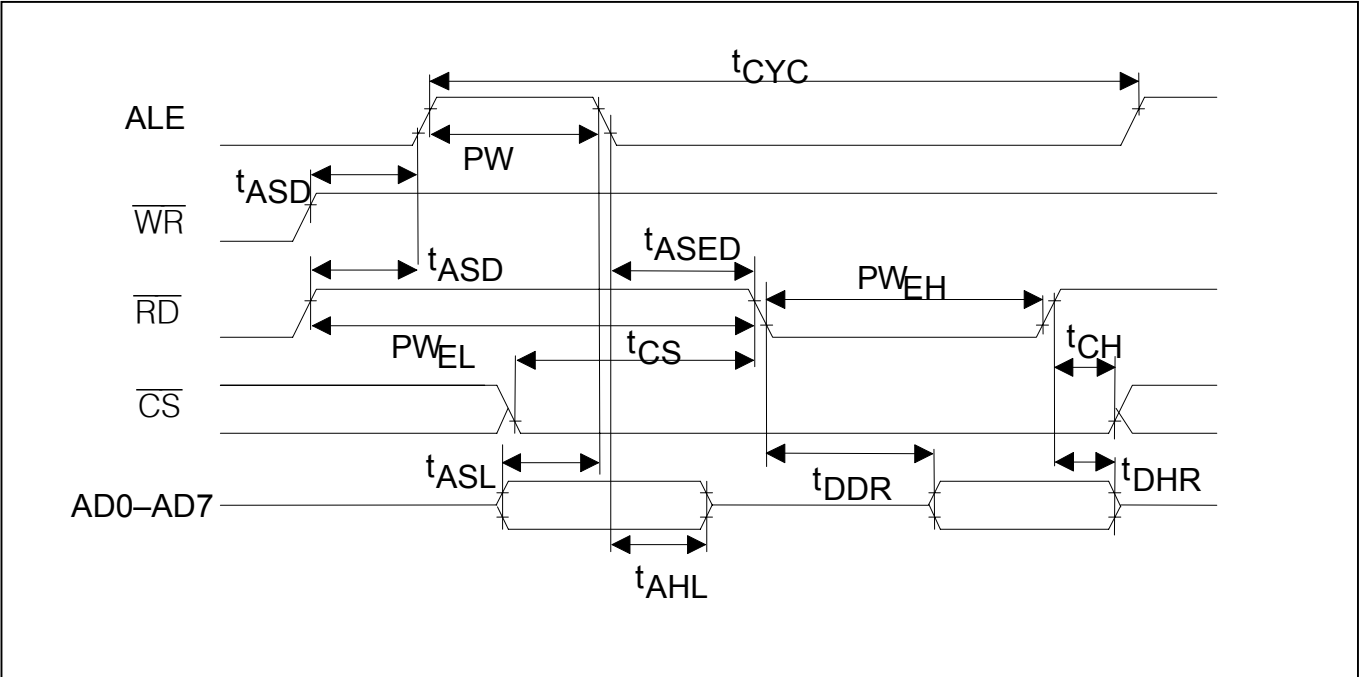 tCYC
ALE
PW
tASD
WR
tASED
tASD
PWEH
RD
PWEL
tCS
tCH
CS
tASL
tDDR
tDHR
AD0–AD7
tAHL